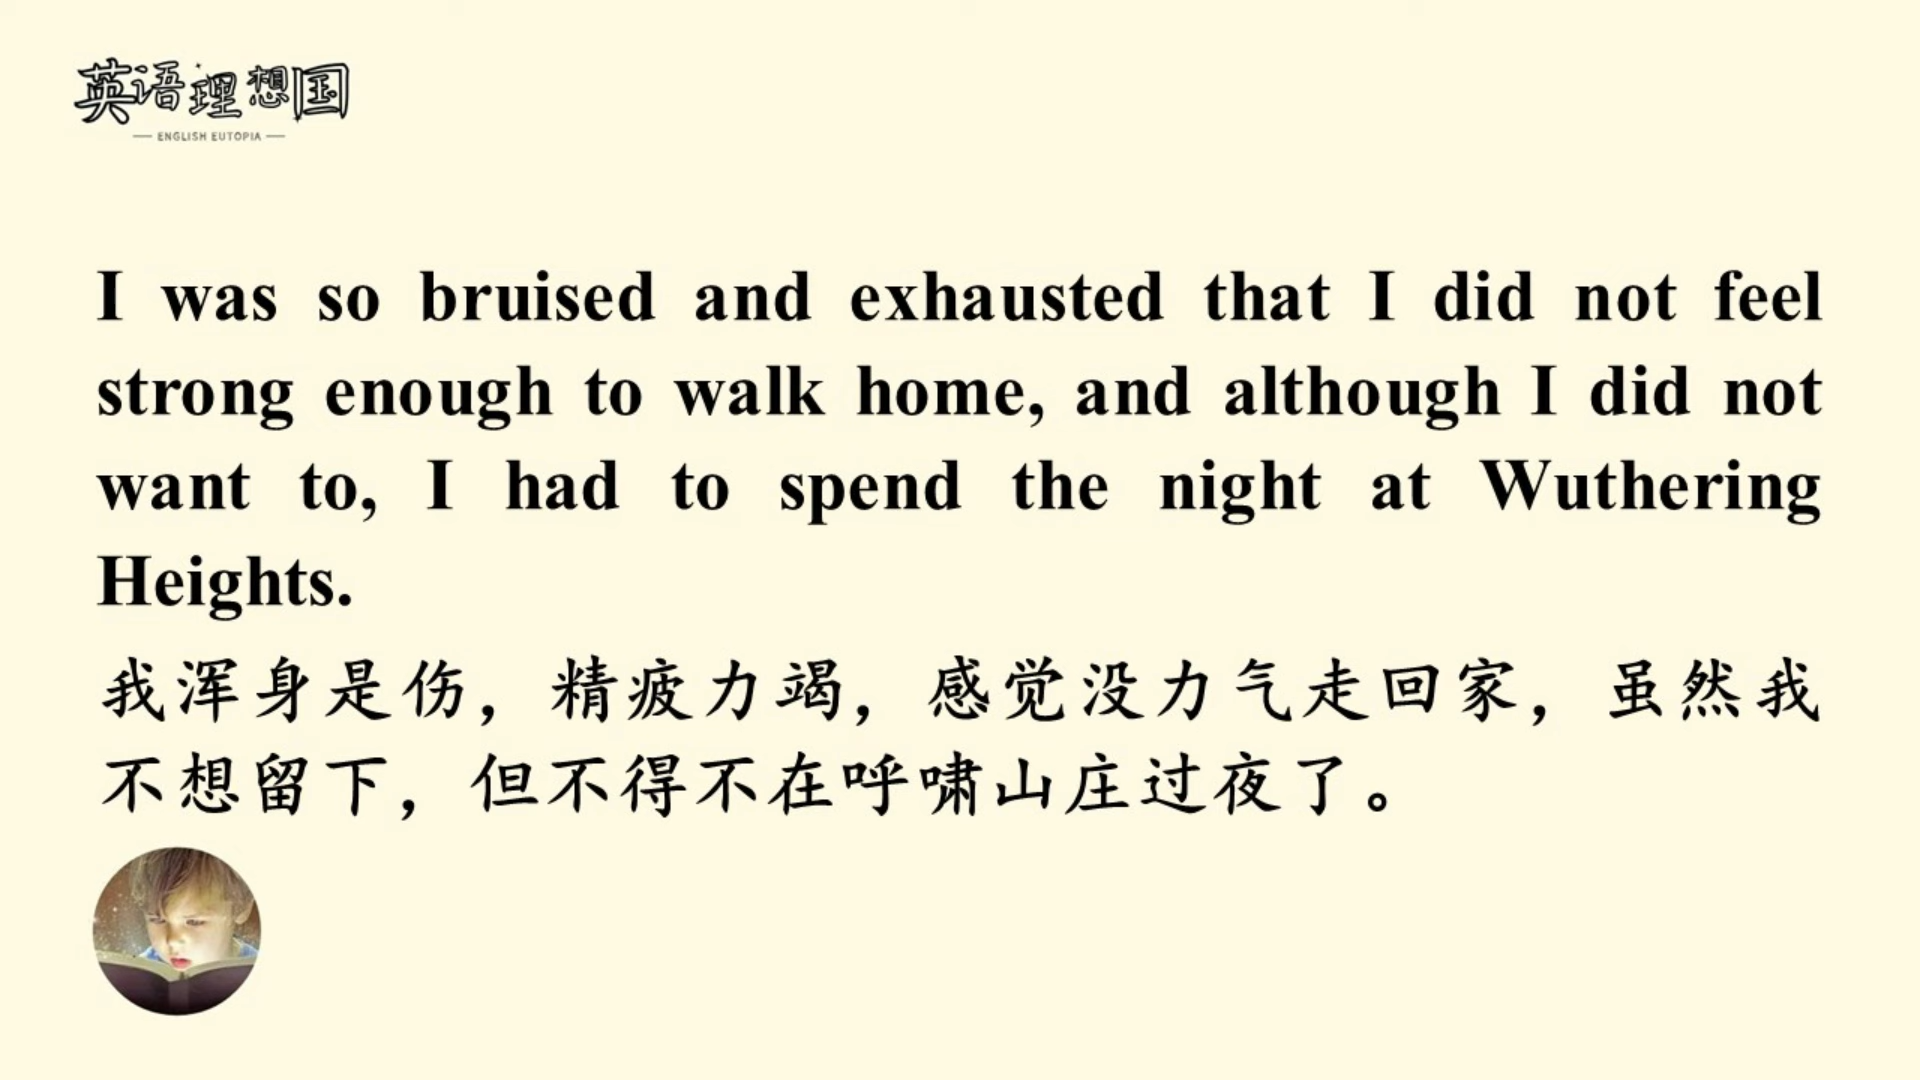 英语理想国
ENGLISH EUTOPIA
I was so bruised and exhausted that I did not feel
strong enough to walk home, and although I did not
want to, I had to spend the night at Wuthering
Heights.
我浑身是伤，精疲力竭，感觉没力气走回家，虽然我
不想留下，但不得不在呼啸山庄过夜了。